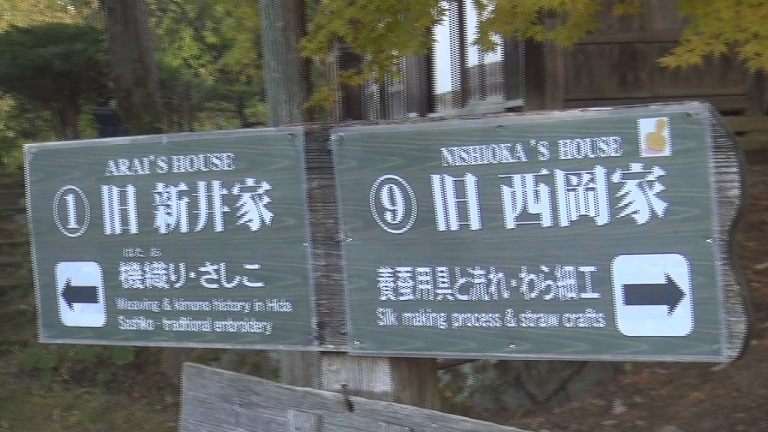 ARAI'S HOUSE
① 旧 新井家
はた お
機織り・さしこ
Weaving & kimono history in Hida
Sashiko - traditional embroidery
NISHIOKA'S HOUSE
⑨ 旧 西岡家
養蚕用具と流れ・わら細工
Silk making process & straw crafts